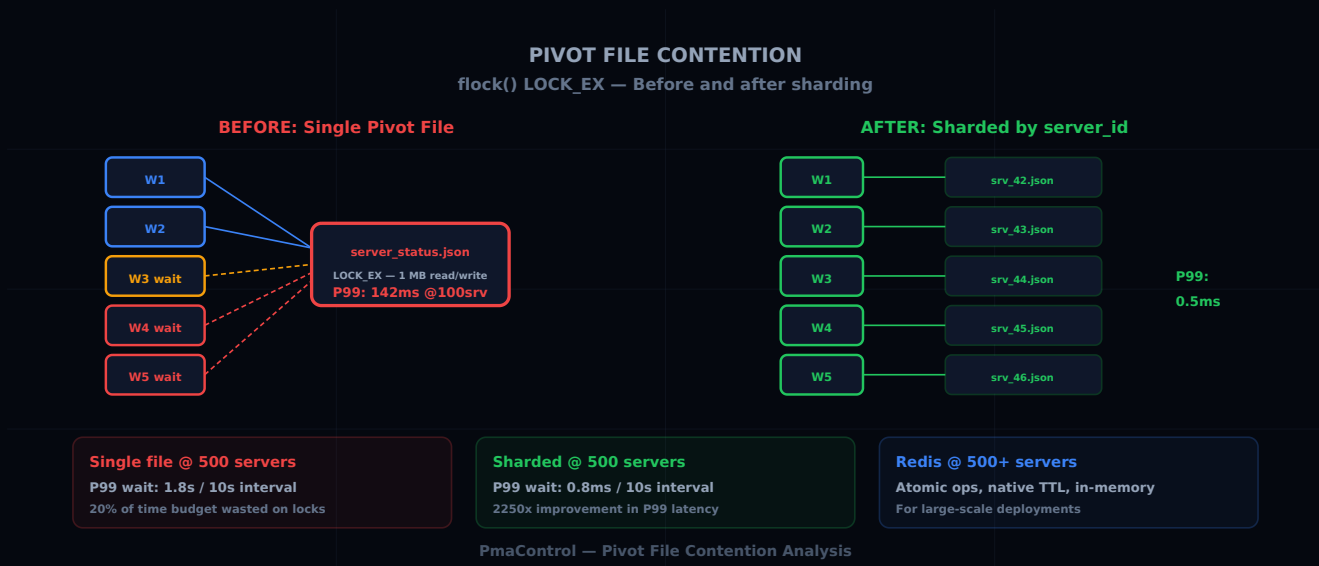 PIVOT FILE CONTENTION
flock() LOCK_EX — Before and after sharding
BEFORE: Single Pivot File
W1
W2
W3 wait
W4 wait
W5 wait
server_status.json
LOCK_EX — 1 MB read/write
P99: 142ms @100srv
AFTER: Sharded by server_id
W1
srv_42.json
W2
srv_43.json
W3
srv_44.json
W4
srv_45.json
W5
srv_46.json
P99:
0.5ms
Single file @ 500 servers
P99 wait: 1.8s / 10s interval
20% of time budget wasted on locks
Sharded @ 500 servers
P99 wait: 0.8ms / 10s interval
2250x improvement in P99 latency
Redis @ 500+ servers
Atomic ops, native TTL, in-memory
For large-scale deployments
PmaControl — Pivot File Contention Analysis